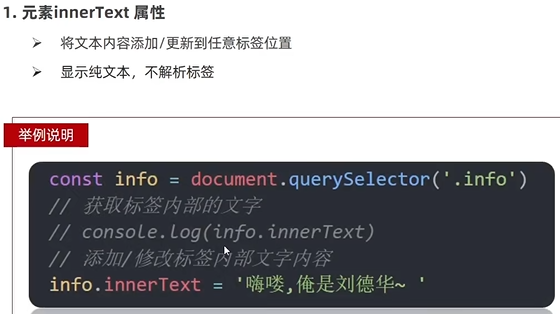 1. 元素innerText 属性
➢ 将文本内容添加/更新到任意标签位置
➢ 显示纯文本，不解析标签
举例说明
const info = document.querySelector('.info')
// 获取标签内部的文字
// console.log(info.innerText)
// 添加/修改标签内部文字内容
info.innerText = '嗨喽,俺是刘德华~ '